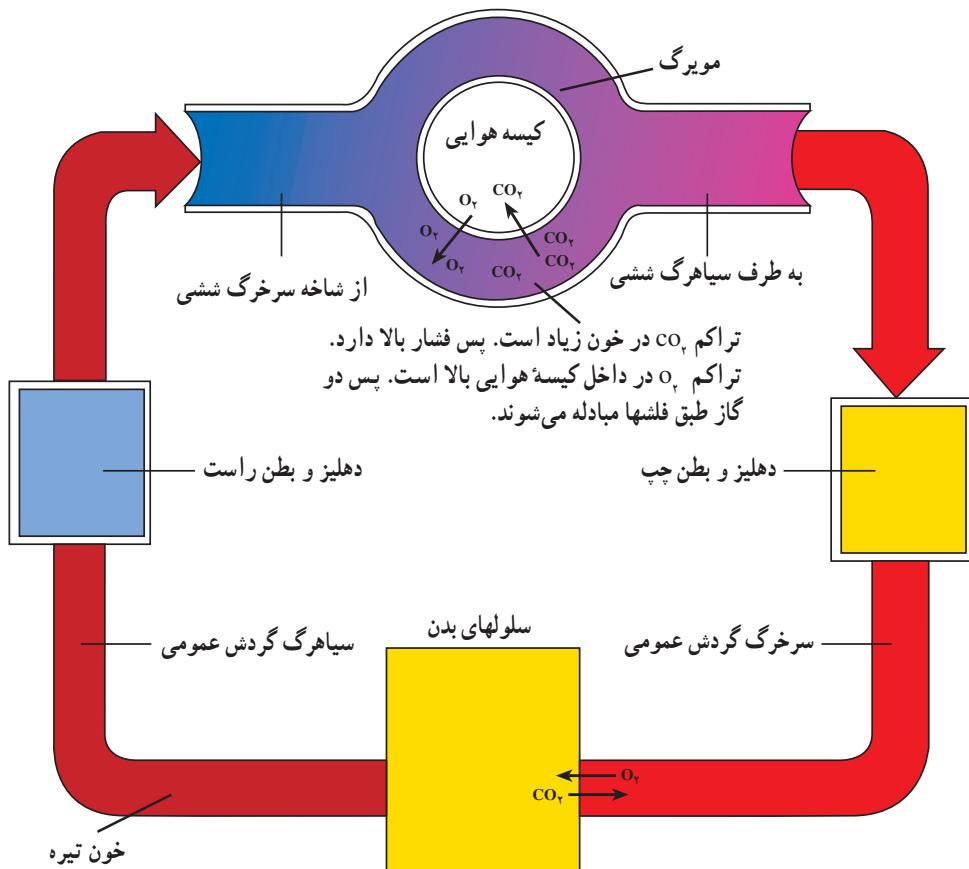 مویرگ
کیسه هوایی
CO۲
O۲
O۲
CO۲
O۲
CO۲
CO۲
به طرف سیاهرگ ششی
از شاخه سرخرگ ششی
تراکم CO۲ در خون زیاد است. پس فشار بالا دارد.
تراکم O۲ در داخل کیسهٔ هوایی بالا است. پس دو
گاز طبق فلشها مبادله می‌شوند.
دهلیز و بطن چپ
دهلیز و بطن راست
سلولهای بدن
سرخرگ گردش عمومی
سیاهرگ گردش عمومی
O۲
CO۲
خون تیره